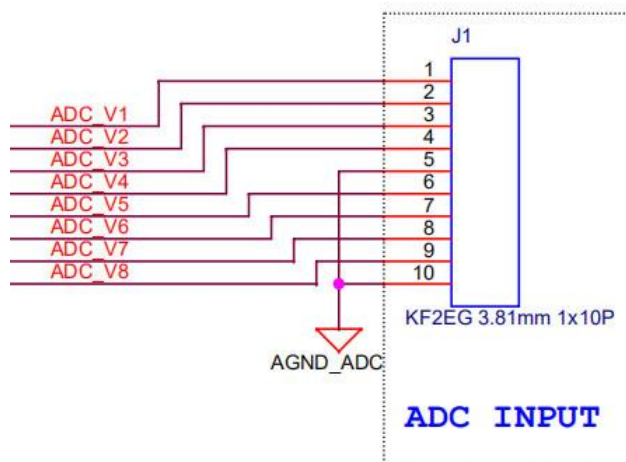 J1
1
2
3
4
5
6
7
8
9
10
ADC_V1
ADC_V2
ADC_V3
ADC_V4
ADC_V5
ADC_V6
ADC_V7
ADC_V8
KF2EG 3.81mm 1x10P
AGND_ADC
ADC INPUT